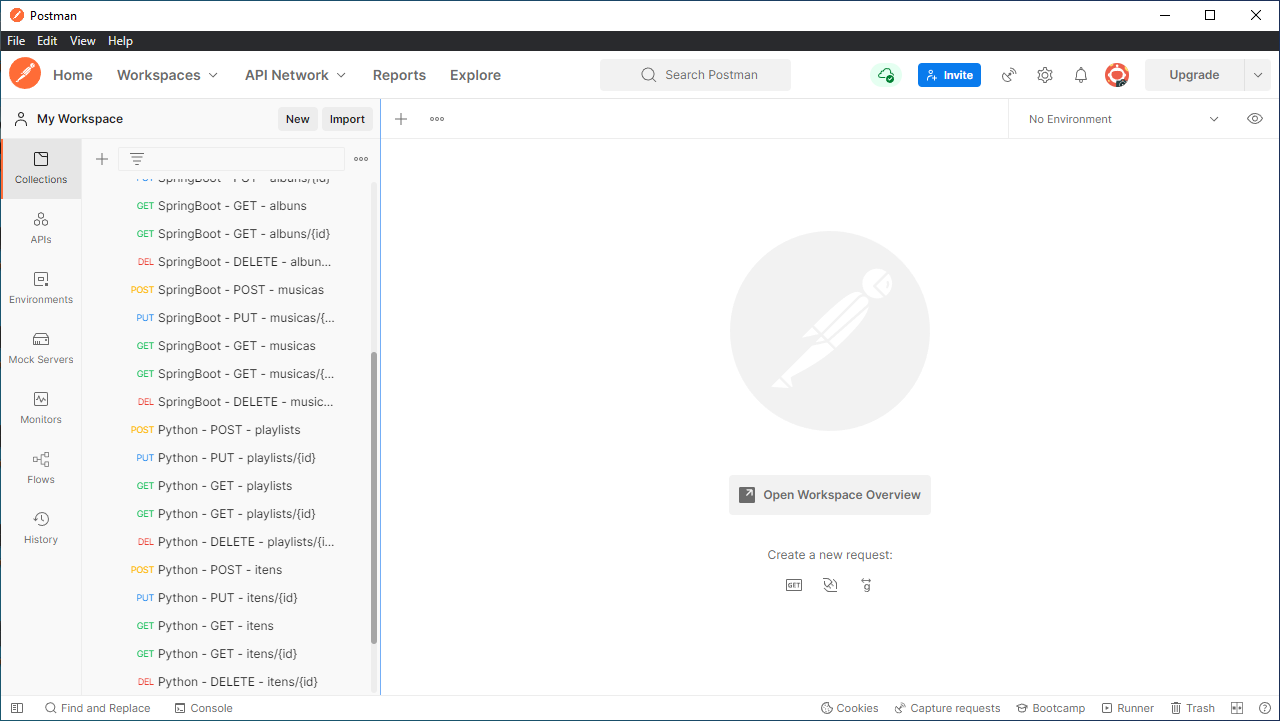 Postman
File Edit View Help
Home Workspaces API Network Reports Explore Search Postman Invite Upgrade
My Workspace New Import No Environment
Collections
APIs
Environments
Mock Servers
Monitors
Flows
History
PUT SpringBoot - PUT - albuns/{id}
GET SpringBoot - GET - albuns
GET SpringBoot - GET - albuns/{id}
DEL SpringBoot - DELETE - albun...
POST SpringBoot - POST - musicas
PUT SpringBoot - PUT - musicas/{...
GET SpringBoot - GET - musicas
GET SpringBoot - GET - musicas/{...
DEL SpringBoot - DELETE - music...
POST Python - POST - playlists
PUT Python - PUT - playlists/{id}
GET Python - GET - playlists
GET Python - GET - playlists/{id}
DEL Python - DELETE - playlists/{i...
POST Python - POST - itens
PUT Python - PUT - itens/{id}
GET Python - GET - itens
GET Python - GET - itens/{id}
DEL Python - DELETE - itens/{id}
Open Workspace Overview
Create a new request:
GET g
Find and Replace Console Cookies Capture requests Bootcamp Runner Trash